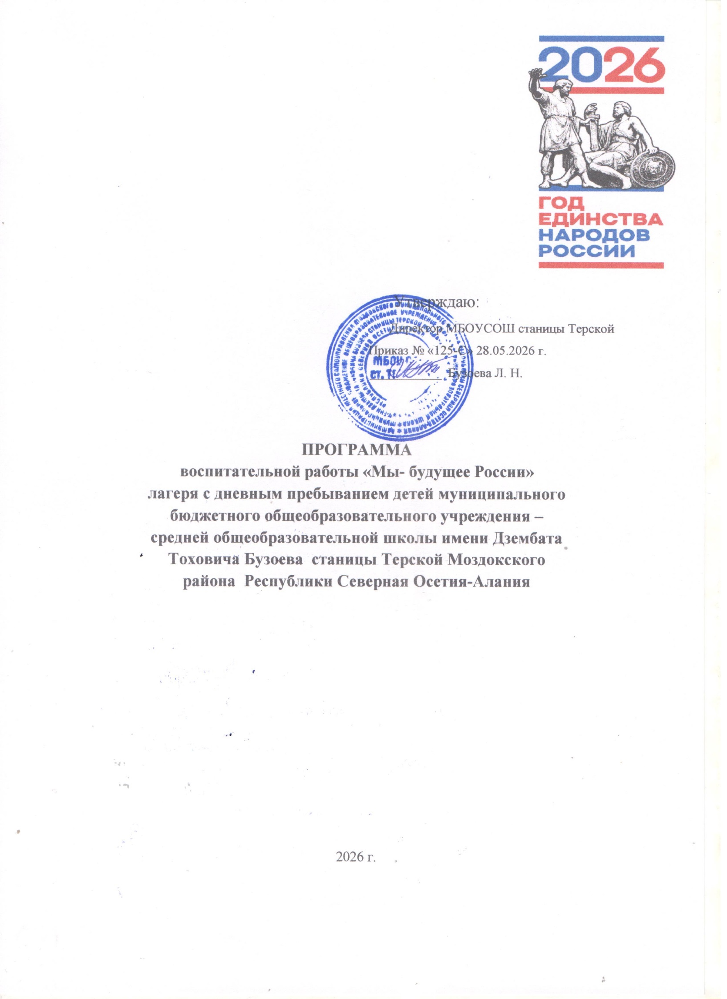 2026
ГОД
ЕДИНСТВА
НАРОДОВ
РОССИИ
Утверждаю:
Директор МБОУСОШ станицы Терской
Приказ № «125-С» 28.05.2026 г.
МБОУ
ст.
Бузоева Л. Н.
ПРОГРАММА
воспитательной работы «Мы- будущее России»
лагеря с дневным пребыванием детей муниципального
бюджетного общеобразовательного учреждения –
средней общеобразовательной школы имени Дзембата
Тоховича Бузоева станицы Терской Моздокского
района Республики Северная Осетия-Алания
2026 г.